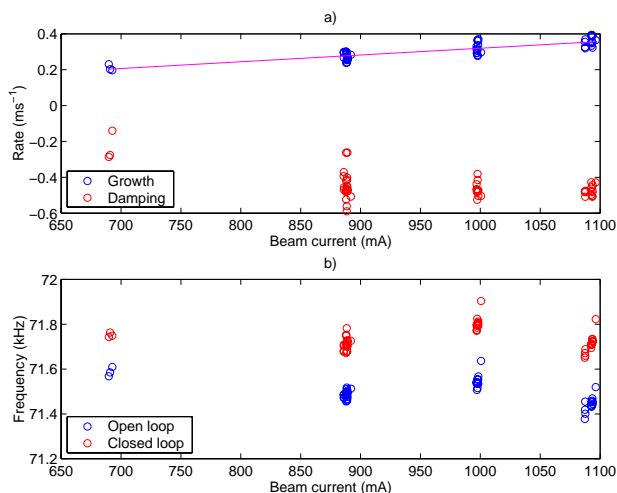 a)
0.4
0.2
0
−0.2
−0.4
−0.6
Rate (ms⁻¹)
Growth
Damping
650 700 750 800 850 900 950 1000 1050 1100
Beam current (mA)
b)
72
71.8
71.6
71.4
71.2
Frequency (kHz)
Open loop
Closed loop
650 700 750 800 850 900 950 1000 1050 1100
Beam current (mA)